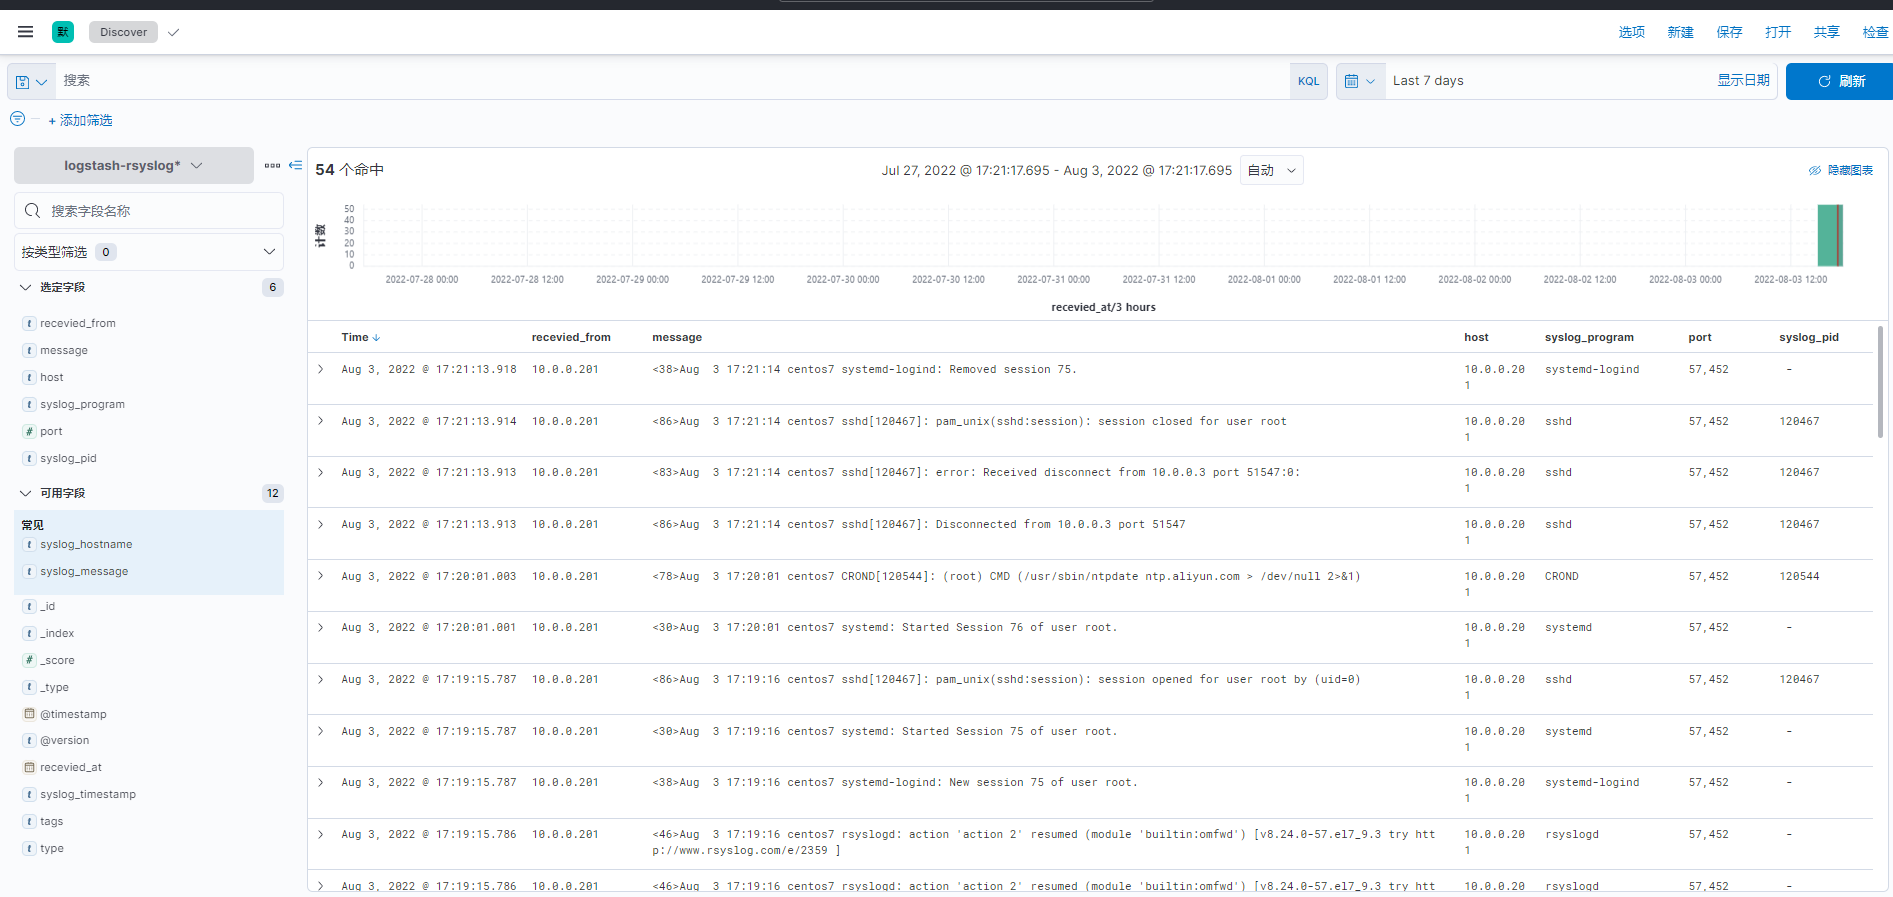 默 Discover 选项 新建 保存 打开 共享 检查
搜索 KQL Last 7 days 显示日期 刷新
+ 添加筛选
logstash-rsyslog*
搜索字段名称
按类型筛选 0
选定字段 6
t recevied_from
t message
t host
t syslog_program
# port
t syslog_pid
可用字段 12
常见
t syslog_hostname
t syslog_message
t _id
t _index
# _score
t _type
@timestamp
t @version
recevied_at
t syslog_timestamp
t tags
t type
54 个命中 Jul 27, 2022 @ 17:21:17.695 - Aug 3, 2022 @ 17:21:17.695 自动 隐藏图表
计数
50
40
30
20
10
0
2022-07-28 00:00 2022-07-28 12:00 2022-07-29 00:00 2022-07-29 12:00 2022-07-30 00:00 2022-07-30 12:00 2022-07-31 00:00 2022-07-31 12:00 2022-08-01 00:00 2022-08-01 12:00 2022-08-02 00:00 2022-08-02 12:00 2022-08-03 00:00 2022-08-03 12:00
recevied_at/3 hours
Time recevied_from message host syslog_program port syslog_pid
Aug 3, 2022 @ 17:21:13.918 10.0.0.201 <38>Aug  3 17:21:14 centos7 systemd-logind: Removed session 75. 10.0.0.20 systemd-logind 57,452 -
1
Aug 3, 2022 @ 17:21:13.914 10.0.0.201 <86>Aug  3 17:21:14 centos7 sshd[120467]: pam_unix(sshd:session): session closed for user root 10.0.0.20 sshd 57,452 120467
1
Aug 3, 2022 @ 17:21:13.913 10.0.0.201 <83>Aug  3 17:21:14 centos7 sshd[120467]: error: Received disconnect from 10.0.0.3 port 51547:0: 10.0.0.20 sshd 57,452 120467
1
Aug 3, 2022 @ 17:21:13.913 10.0.0.201 <86>Aug  3 17:21:14 centos7 sshd[120467]: Disconnected from 10.0.0.3 port 51547 10.0.0.20 sshd 57,452 120467
1
Aug 3, 2022 @ 17:20:01.003 10.0.0.201 <78>Aug  3 17:20:01 centos7 CROND[120544]: (root) CMD (/usr/sbin/ntpdate ntp.aliyun.com > /dev/null 2>&1) 10.0.0.20 CROND 57,452 120544
1
Aug 3, 2022 @ 17:20:01.001 10.0.0.201 <30>Aug  3 17:20:01 centos7 systemd: Started Session 76 of user root. 10.0.0.20 systemd 57,452 -
1
Aug 3, 2022 @ 17:19:15.787 10.0.0.201 <86>Aug  3 17:19:16 centos7 sshd[120467]: pam_unix(sshd:session): session opened for user root by (uid=0) 10.0.0.20 sshd 57,452 120467
1
Aug 3, 2022 @ 17:19:15.787 10.0.0.201 <30>Aug  3 17:19:16 centos7 systemd: Started Session 75 of user root. 10.0.0.20 systemd 57,452 -
1
Aug 3, 2022 @ 17:19:15.787 10.0.0.201 <38>Aug  3 17:19:16 centos7 systemd-logind: New session 75 of user root. 10.0.0.20 systemd-logind 57,452 -
1
Aug 3, 2022 @ 17:19:15.786 10.0.0.201 <46>Aug  3 17:19:16 centos7 rsyslogd: action 'action 2' resumed (module 'builtin:omfwd') [v8.24.0-57.el7_9.3 try htt 10.0.0.20 rsyslogd 57,452 -
p://www.rsyslog.com/e/2359 ] 1
Aug 3, 2022 @ 17:19:15.786 10.0.0.201 <46>Aug  3 17:19:16 centos7 rsyslogd: action 'action 2' resumed (module 'builtin:omfwd') [v8.24.0-57.el7_9.3 try htt 10.0.0.20 rsyslogd 57,452 -